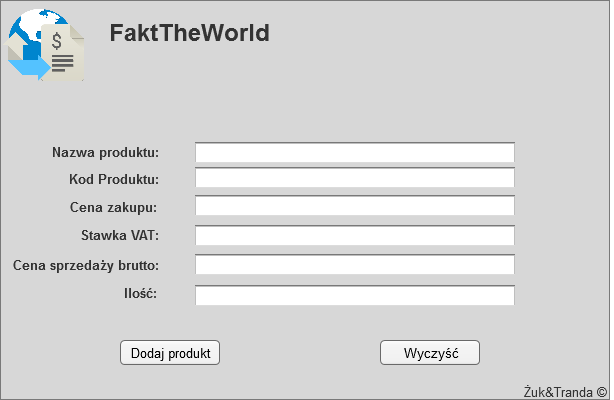 FaktTheWorld
$
Nazwa produktu:
Kod Produktu:
Cena zakupu:
Stawka VAT:
Cena sprzedaży brutto:
Ilość:
Dodaj produkt
Wyczyść
Żuk&Tranda ©